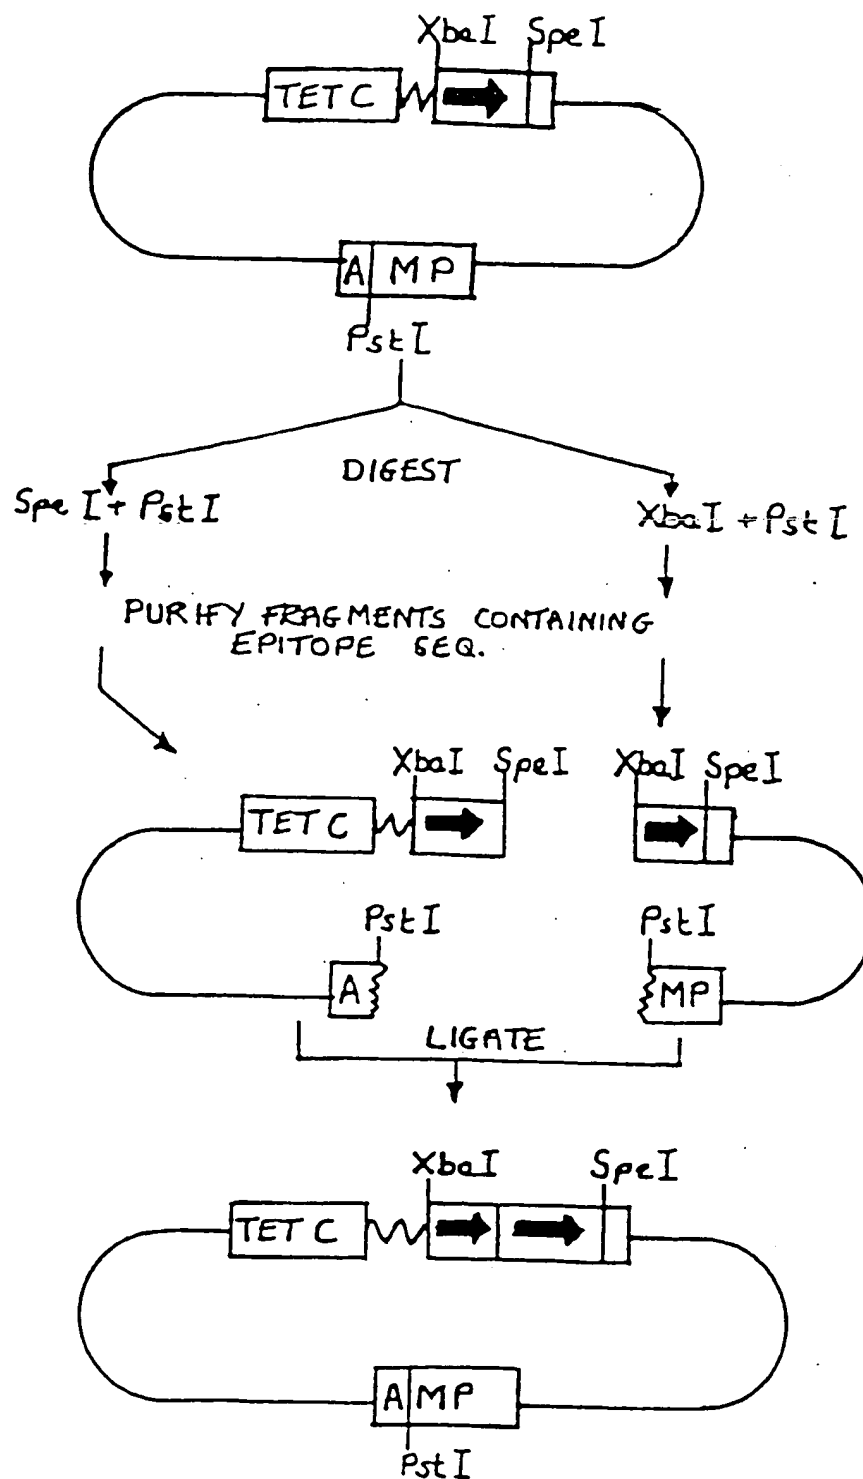 XbaI SpeI
TETC
A MP
PstI
DIGEST
SpeI + PstI XbaI + PstI
PURIFY FRAGMENTS CONTAINING
EPITOPE SEQ.
XbaI SpeI XbaI SpeI
TETC
PstI PstI
A MP
LIGATE
XbaI SpeI
TETC
A MP
PstI